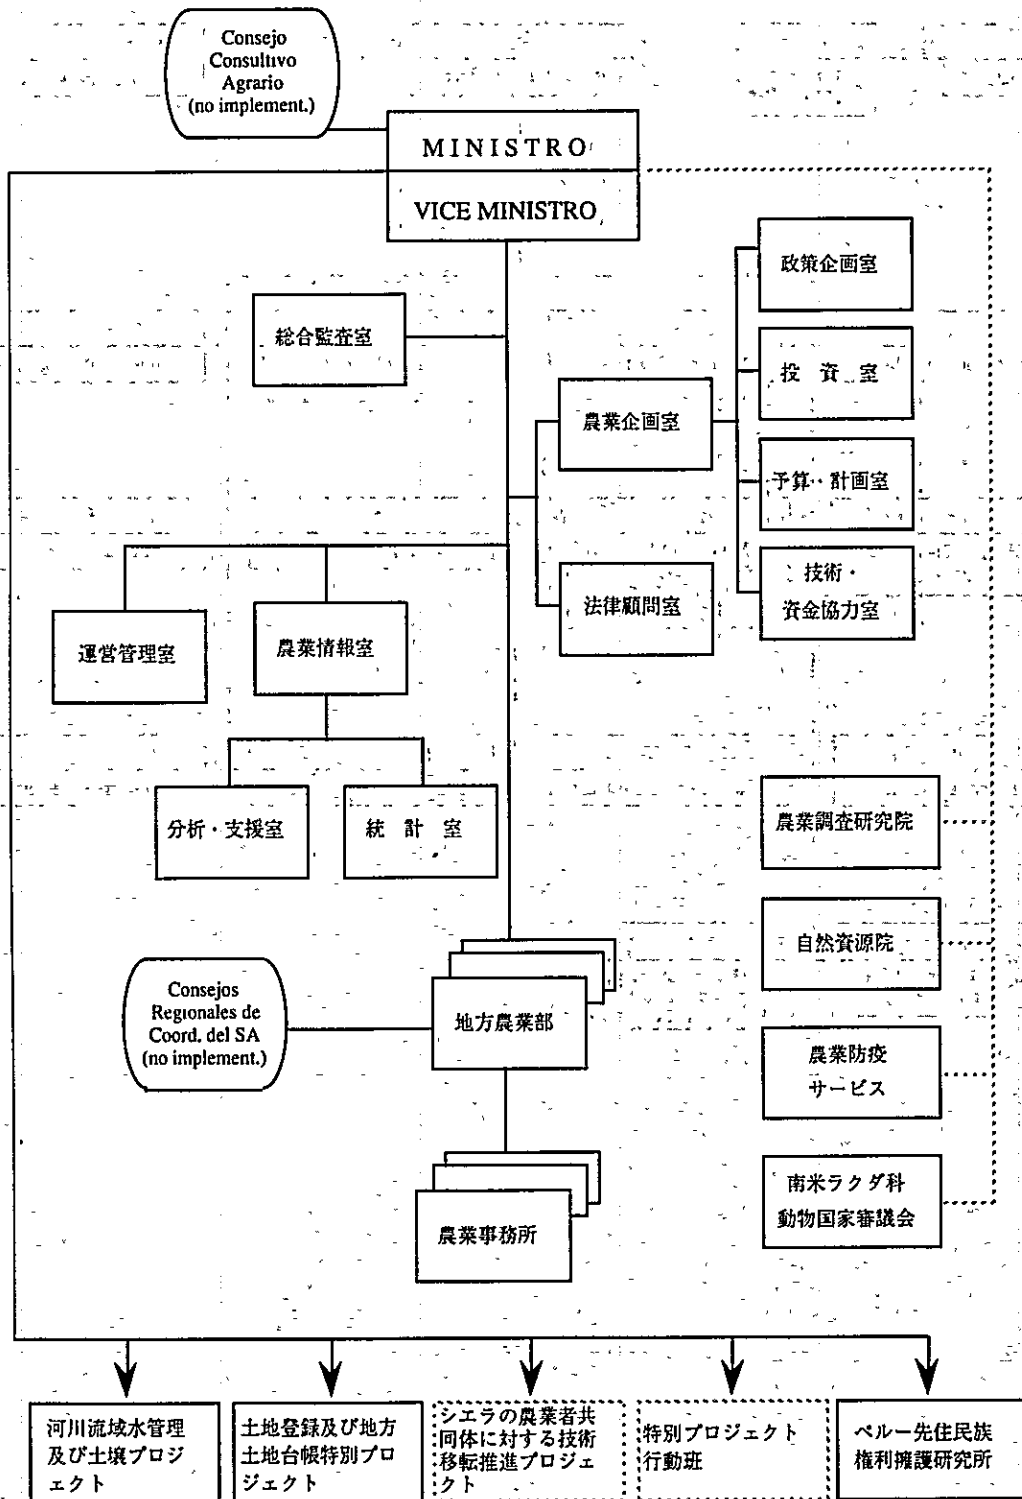 Consejo
Consultivo
Agrario
(no implement.)
MINISTRO
VICE MINISTRO
政策企画室
総合監査室
投 資 室
農業企画室
予算・計画室
技術・
資金協力室
法律顧問室
運営管理室
農業情報室
分析・支援室
統 計 室
農業調査研究院
自然資源院
Consejos
Regionales de
Coord. del SA
(no implement.)
地方農業部
農業防疫
サービス
南米ラクダ科
動物国家審議会
農業事務所
河川流域水管理
及び土壌プロジ
ェクト
土地登録及び地方
土地台帳特別プロ
ジェクト
シエラの農業者共
同体に対する技術
移転推進プロジェ
クト
特別プロジェクト
行動班
ペルー先住民族
権利擁護研究所